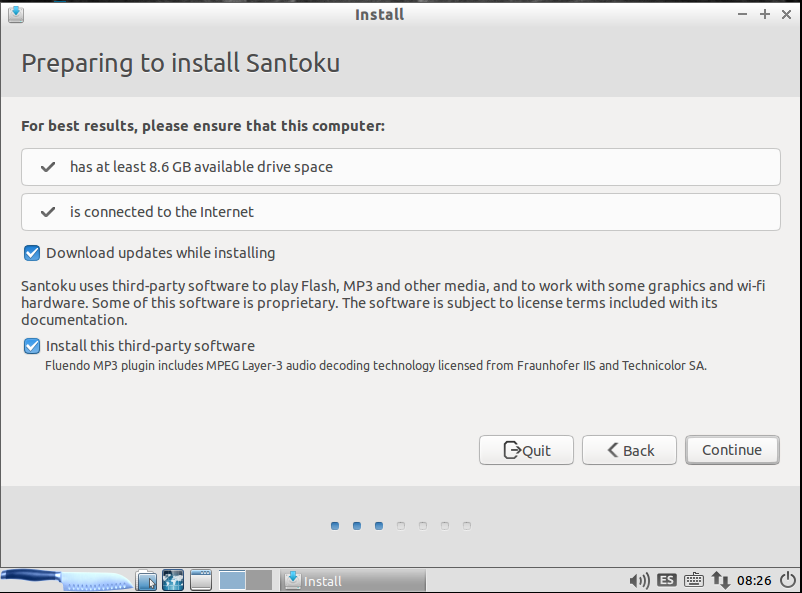 Install
Preparing to install Santoku
For best results, please ensure that this computer:
has at least 8.6 GB available drive space
is connected to the Internet
Download updates while installing
Santoku uses third-party software to play Flash, MP3 and other media, and to work with some graphics and wi-fi
hardware. Some of this software is proprietary. The software is subject to license terms included with its
documentation.
Install this third-party software
Fluendo MP3 plugin includes MPEG Layer-3 audio decoding technology licensed from Fraunhofer IIS and Technicolor SA.
Quit
Back
Continue
Install
ES
08:26